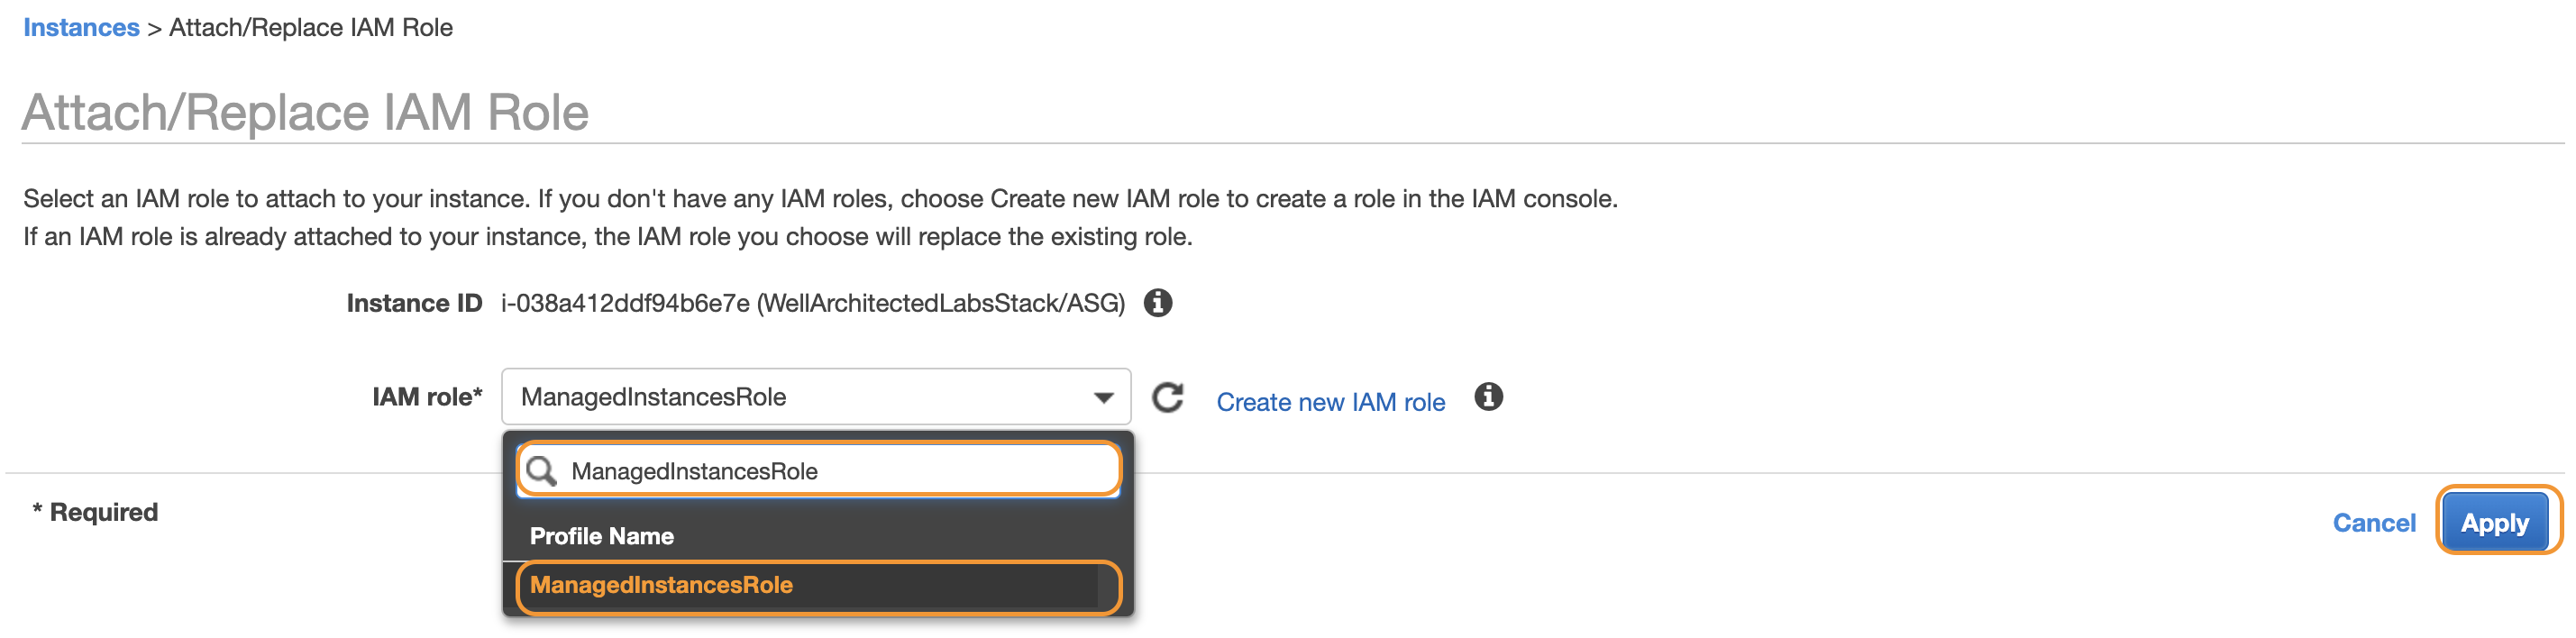 Instances > Attach/Replace IAM Role
Attach/Replace IAM Role
Select an IAM role to attach to your instance. If you don't have any IAM roles, choose Create new IAM role to create a role in the IAM console.
If an IAM role is already attached to your instance, the IAM role you choose will replace the existing role.
Instance ID i-038a412ddf94b6e7e (WellArchitectedLabsStack/ASG)
IAM role* ManagedInstancesRole Create new IAM role
ManagedInstancesRole
* Required
Profile Name
ManagedInstancesRole
Cancel Apply